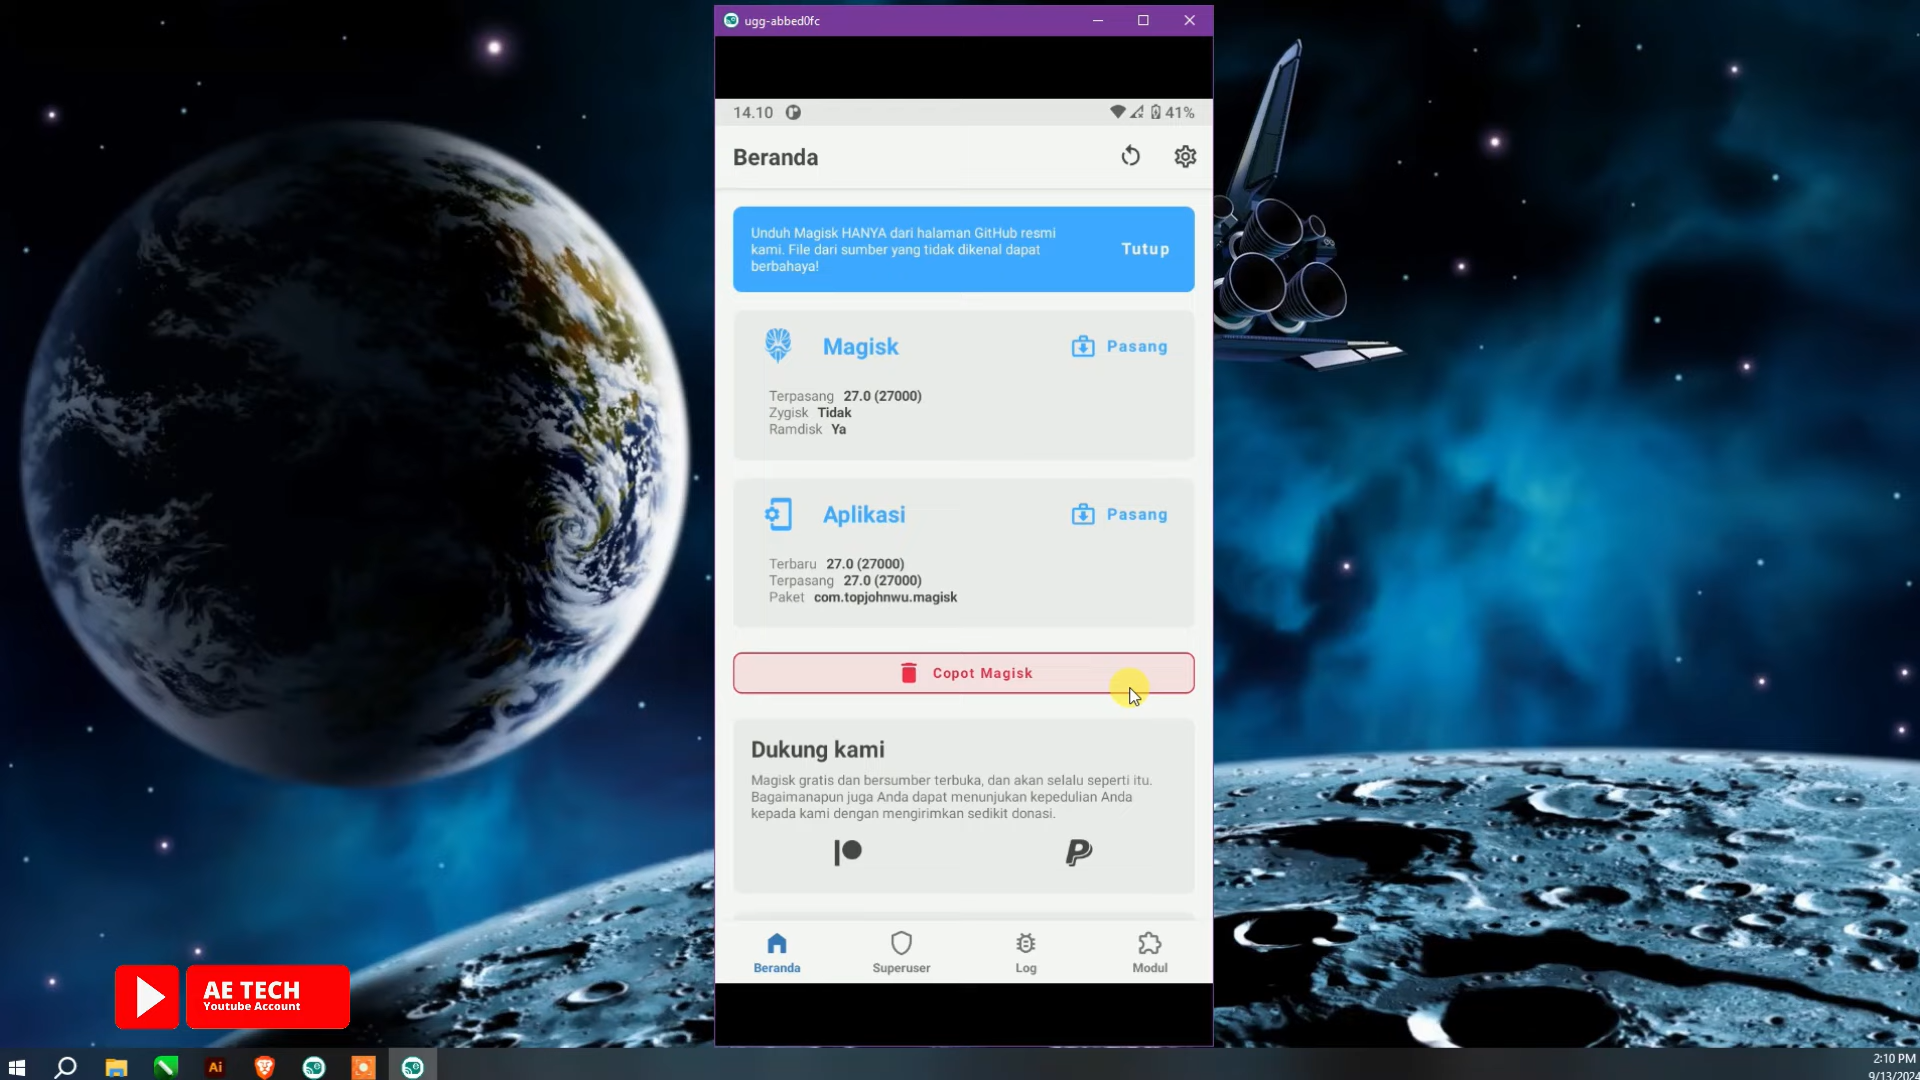 ugg-abbed0fc
14.10
41%
Beranda
Unduh Magisk HANYA dari halaman GitHub resmi
kami. File dari sumber yang tidak dikenal dapat
berbahaya!
Tutup
Magisk
Pasang
Terpasang 27.0 (27000)
Zygisk Tidak
Ramdisk Ya
Aplikasi
Pasang
Terbaru 27.0 (27000)
Terpasang 27.0 (27000)
Paket com.topjohnwu.magisk
Copot Magisk
Dukung kami
Magisk gratis dan bersumber terbuka, dan akan selalu seperti itu.
Bagaimanapun juga Anda dapat menunjukan kepedulian Anda
kepada kami dengan mengirimkan sedikit donasi.
Beranda
Superuser
Log
Modul
AE TECH
Youtube Account
Ai
2:10 PM
9/13/2024